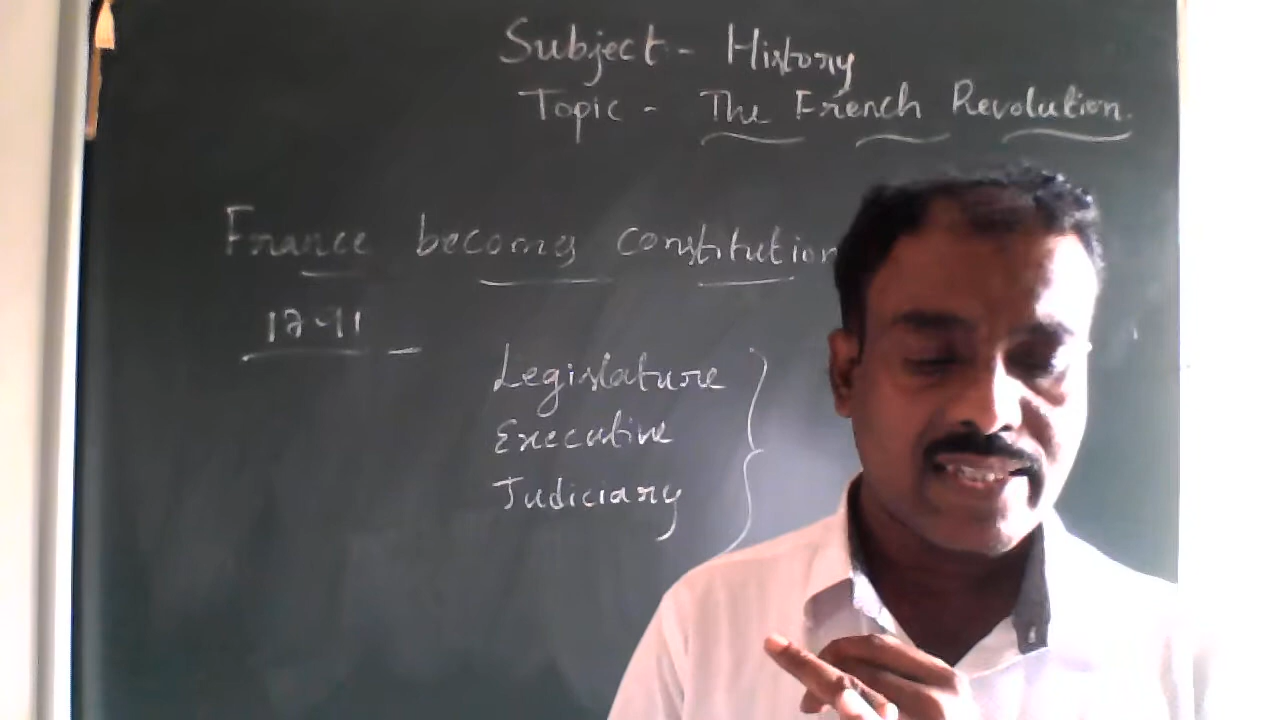 Subject - History
Topic - The French Revolution.
France becomes constitution
1791 -
Legislature
Executive
Judiciary